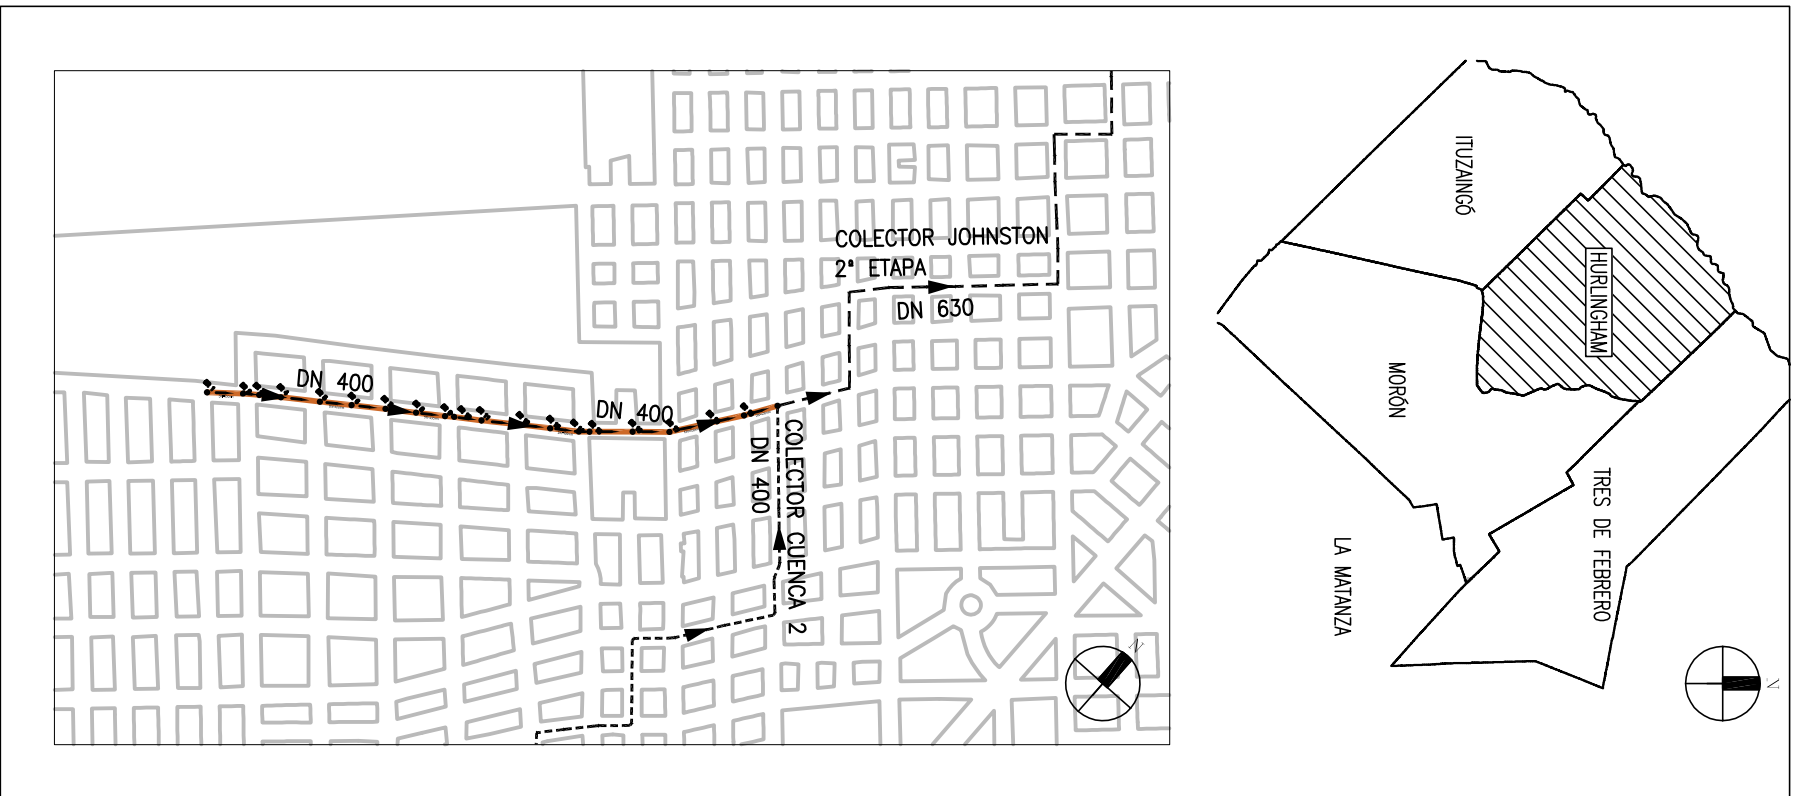 COLECTOR JOHNSTON
2ª ETAPA
DN 630
DN 400
DN 400
DN 400
COLECTOR CUENCA 2
N
ITUZAINGÓ
HURLINGHAM
MORÓN
TRES DE FEBRERO
LA MATANZA
N